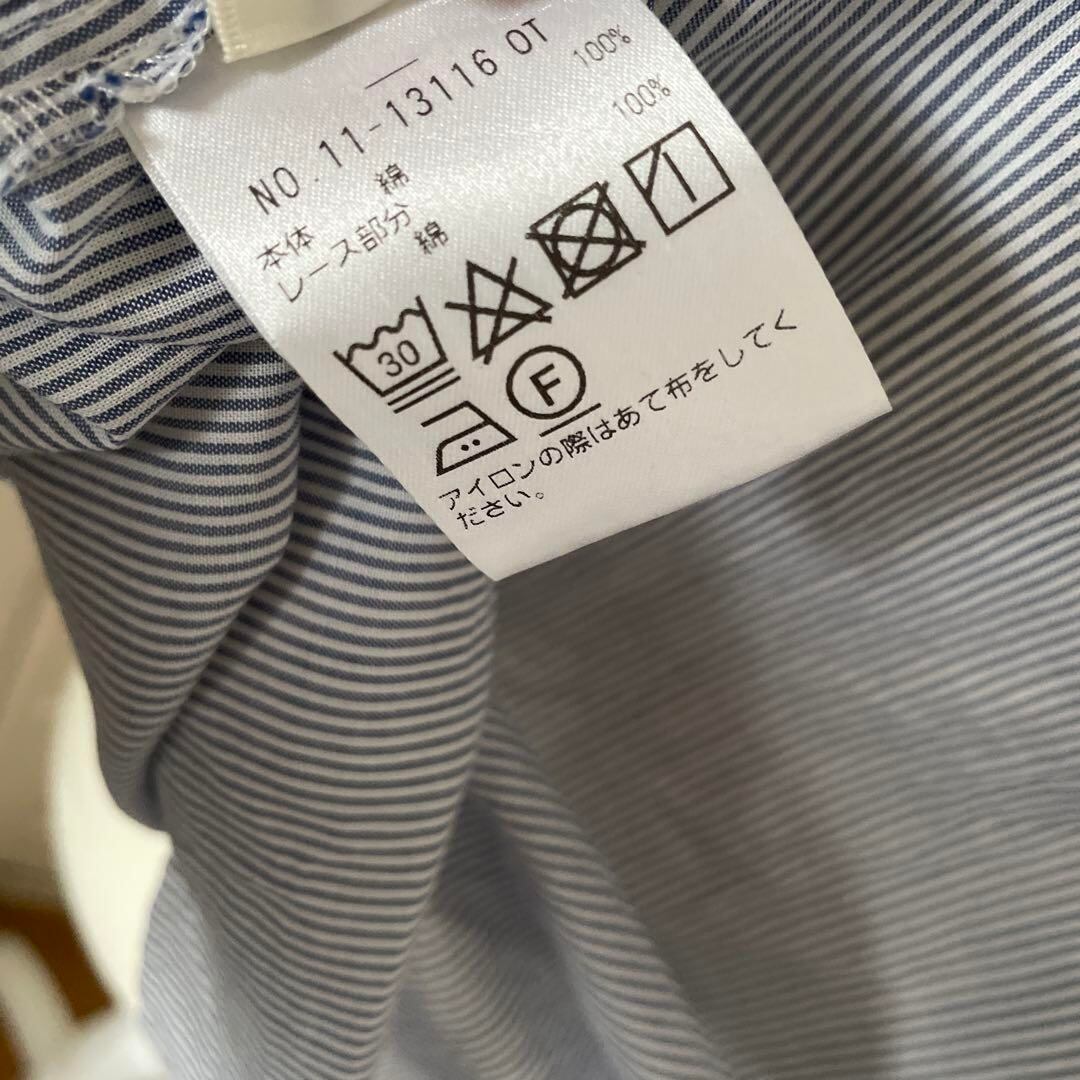 NO.11-13116 OT
本体 綿 100%
レース部分 綿 100%
30
F
アイロンの際はあて布をしてく
ださい。